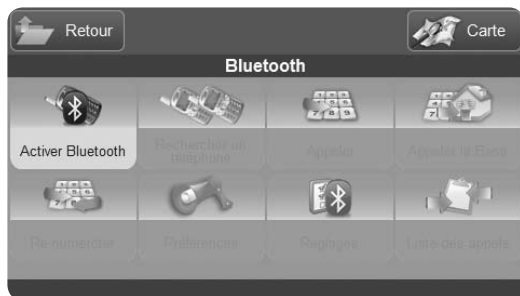 Retour
Carte
Bluetooth
Activer Bluetooth
Rechercher un
téléphone
Appeler
Appeler la Base
Re-numéroter
Préférences
Réglages
Liste des appels